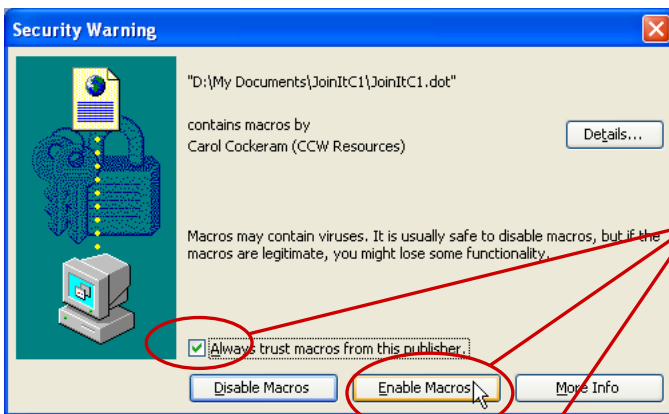 Security Warning
"D:\My Documents\JoinItC1\JoinItC1.dot"
contains macros by
Carol Cockeram (CCW Resources)
Details...
Macros may contain viruses. It is usually safe to disable macros, but if the
macros are legitimate, you might lose some functionality.
Always trust macros from this publisher.
Disable Macros
Enable Macros
More Info